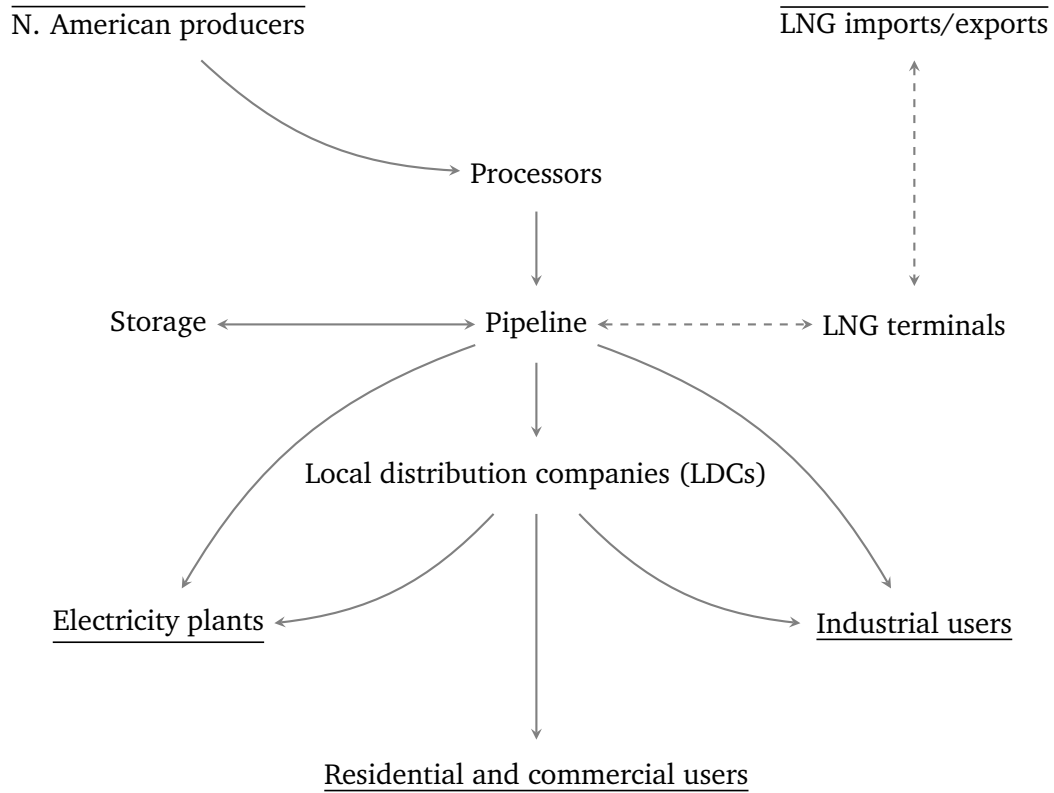 N. American producers
LNG imports/exports
Processors
Storage
Pipeline
LNG terminals
Local distribution companies (LDCs)
Electricity plants
Industrial users
Residential and commercial users